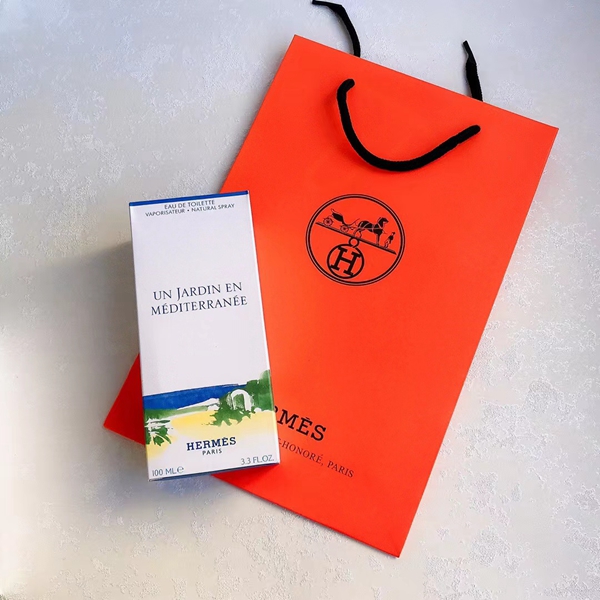 EAU DE TOILETTE
VAPORISATEUR • NATURAL SPRAY
UN JARDIN EN
MÉDITERRANÉE
HERMÈS
PARIS
100 ML℮
3.3 FL.OZ.
H
RMÈS
-HONORÉ, PARIS